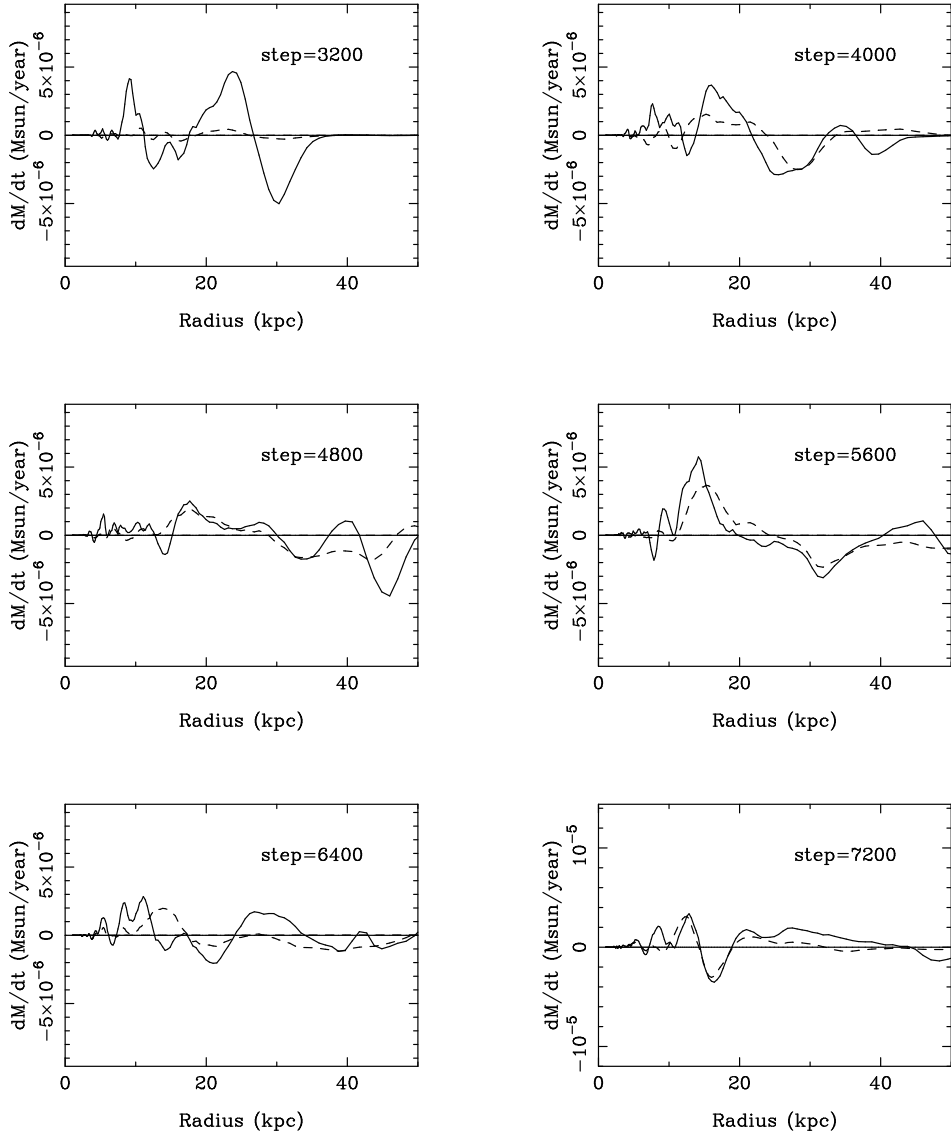 step=3200
dM/dt (Msun/year)
5×10⁻⁶
0
−5×10⁻⁶
0
20
40
Radius (kpc)
step=4000
dM/dt (Msun/year)
5×10⁻⁶
0
−5×10⁻⁶
0
20
40
Radius (kpc)
step=4800
dM/dt (Msun/year)
5×10⁻⁶
0
−5×10⁻⁶
0
20
40
Radius (kpc)
step=5600
dM/dt (Msun/year)
5×10⁻⁶
0
−5×10⁻⁶
0
20
40
Radius (kpc)
step=6400
dM/dt (Msun/year)
5×10⁻⁶
0
−5×10⁻⁶
0
20
40
Radius (kpc)
step=7200
dM/dt (Msun/year)
10⁻⁵
0
−10⁻⁵
0
20
40
Radius (kpc)